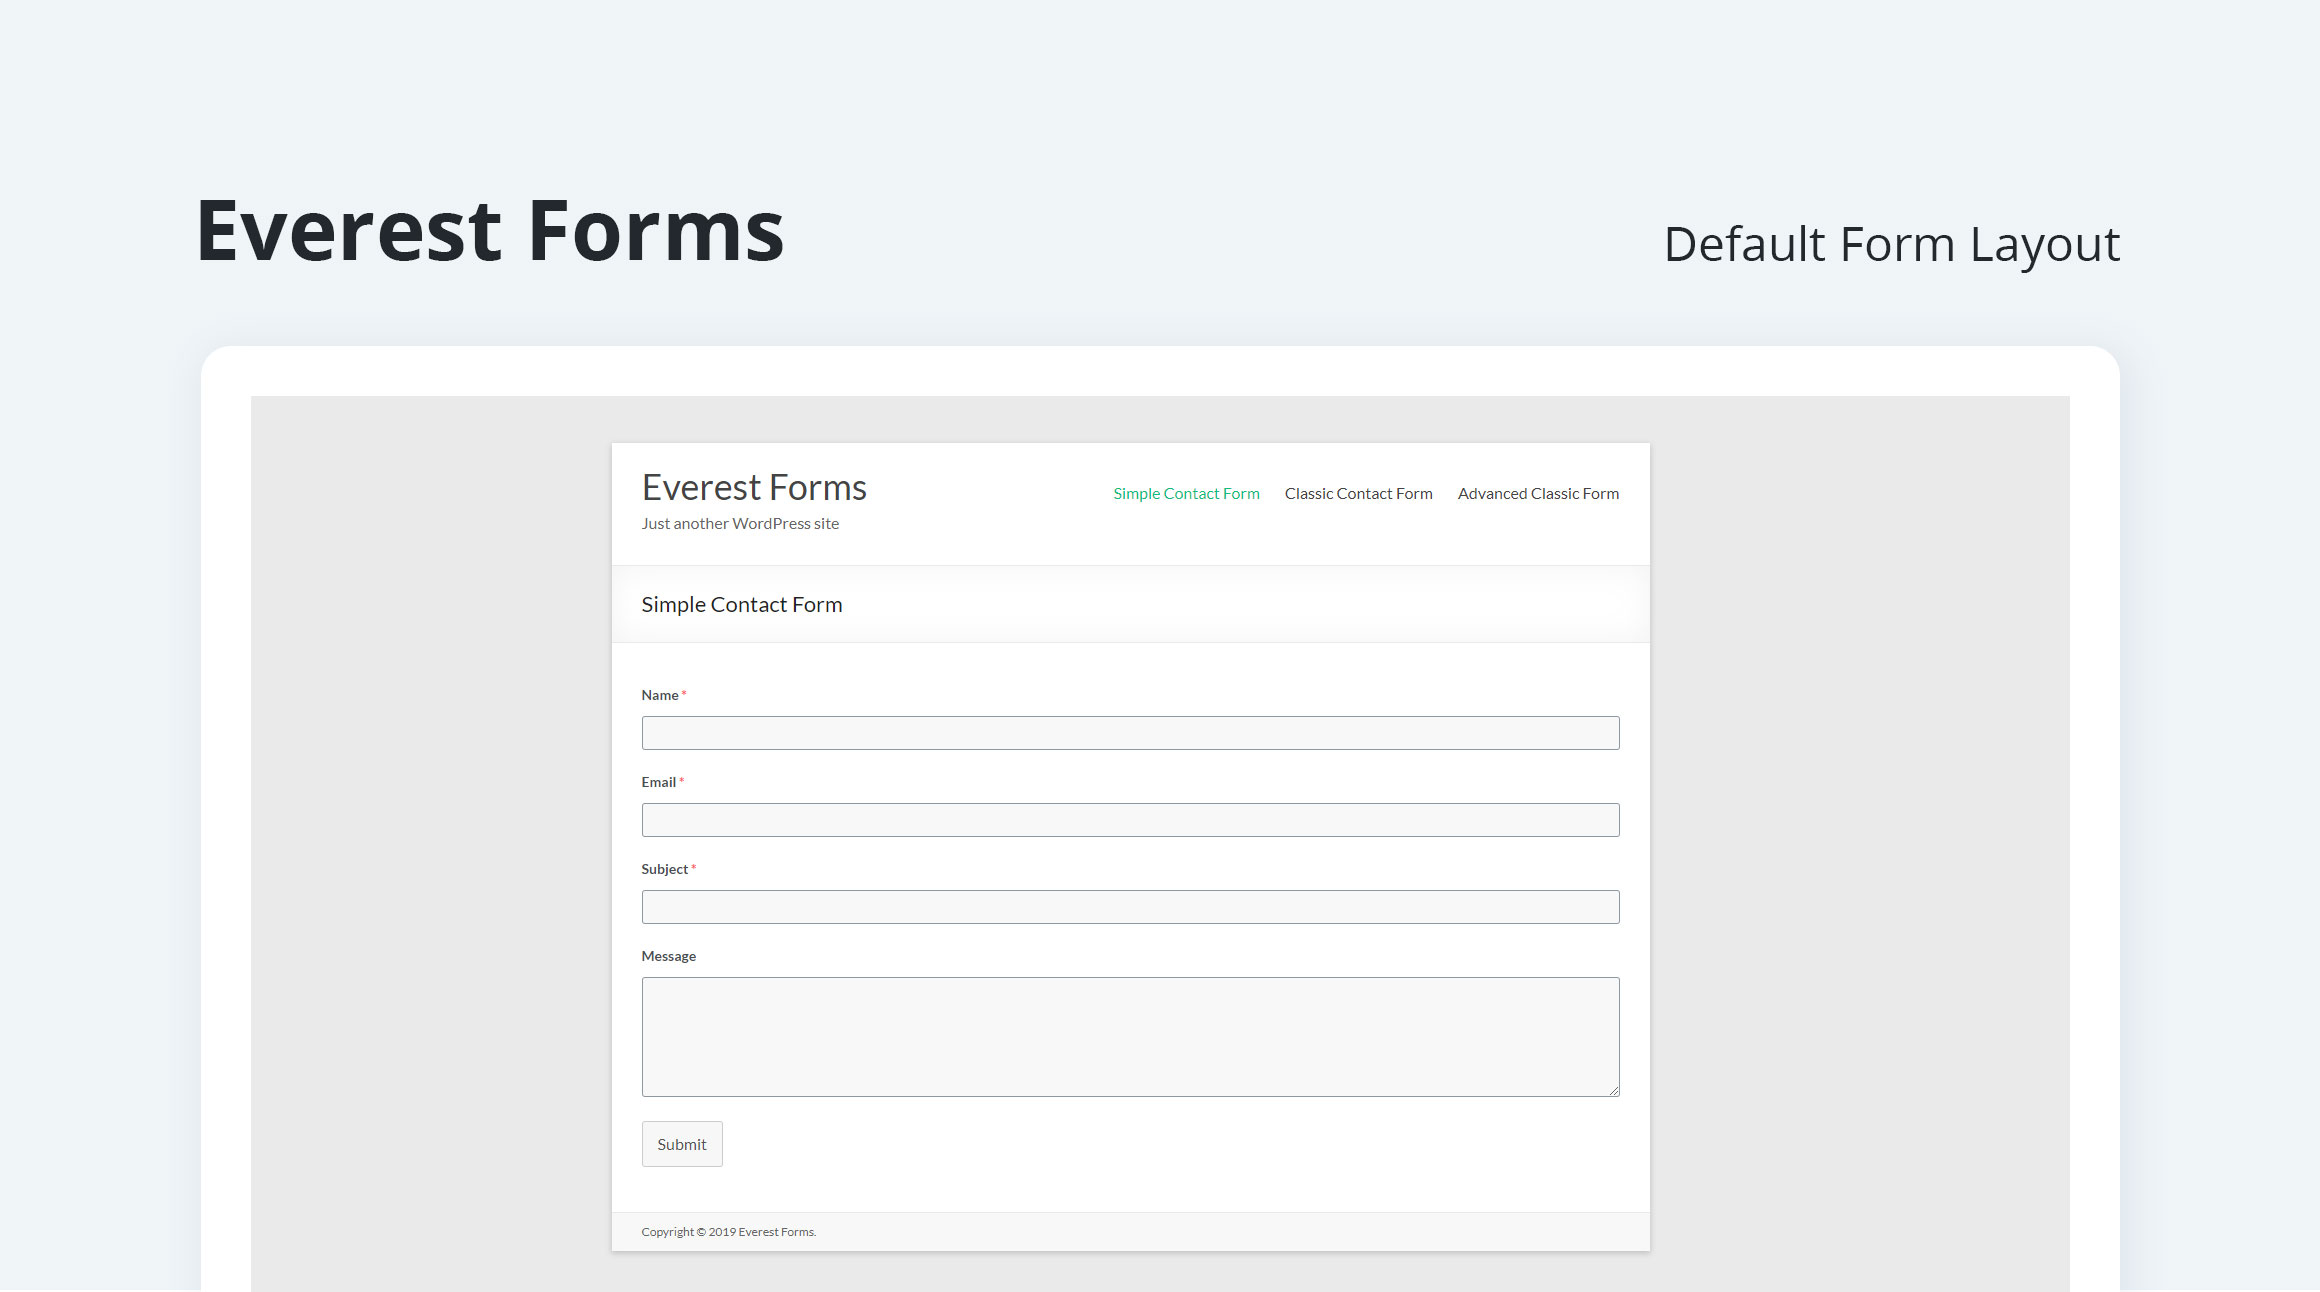 Everest Forms
Default Form Layout
Everest Forms
Simple Contact Form Classic Contact Form Advanced Classic Form
Just another WordPress site
Simple Contact Form
Name *
Email *
Subject *
Message
Submit
Copyright © 2019 Everest Forms.